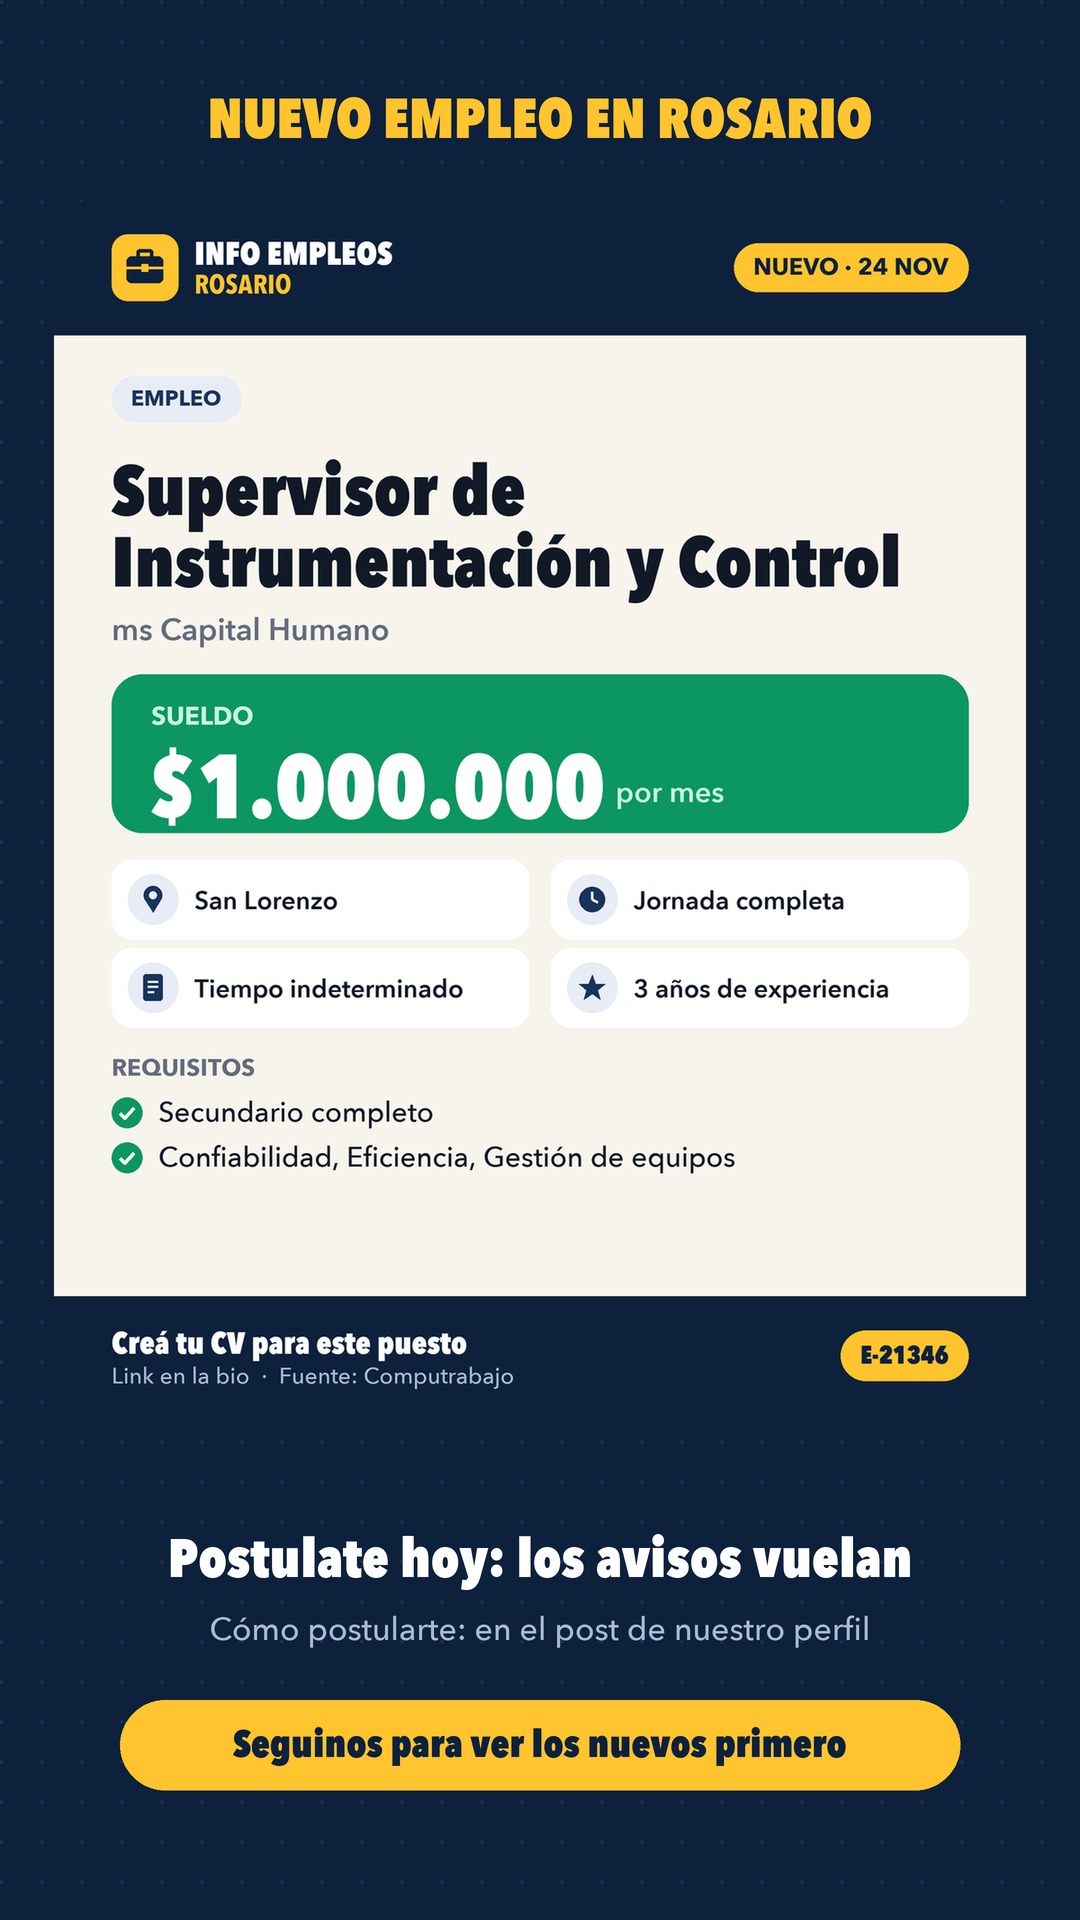 NUEVO EMPLEO EN ROSARIO
INFO EMPLEOS
ROSARIO
NUEVO · 24 NOV
EMPLEO
Supervisor de
Instrumentación y Control
ms Capital Humano
SUELDO
$1.000.000 por mes
San Lorenzo
Jornada completa
Tiempo indeterminado
3 años de experiencia
REQUISITOS
Secundario completo
Confiabilidad, Eficiencia, Gestión de equipos
Creá tu CV para este puesto
Link en la bio · Fuente: Computrabajo
E-21346
Postulate hoy: los avisos vuelan
Cómo postularte: en el post de nuestro perfil
Seguinos para ver los nuevos primero